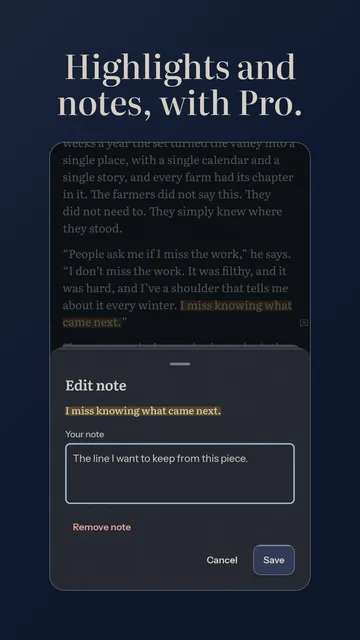 Highlights and
notes, with Pro.
weeks a year the set turned the valley into a
single place, with a single calendar and a
single story, and every farm had its chapter
in it. The farmers did not say this. They
did not need to. They simply knew where
they stood.
“People ask me if I miss the work,” he says.
“I don’t miss the work. It was filthy, and it
was hard, and I’ve a shoulder that tells me
about it every winter. I miss knowing what
came next.”
Edit note
I miss knowing what came next.
Your note
The line I want to keep from this piece.
Remove note
Cancel
Save